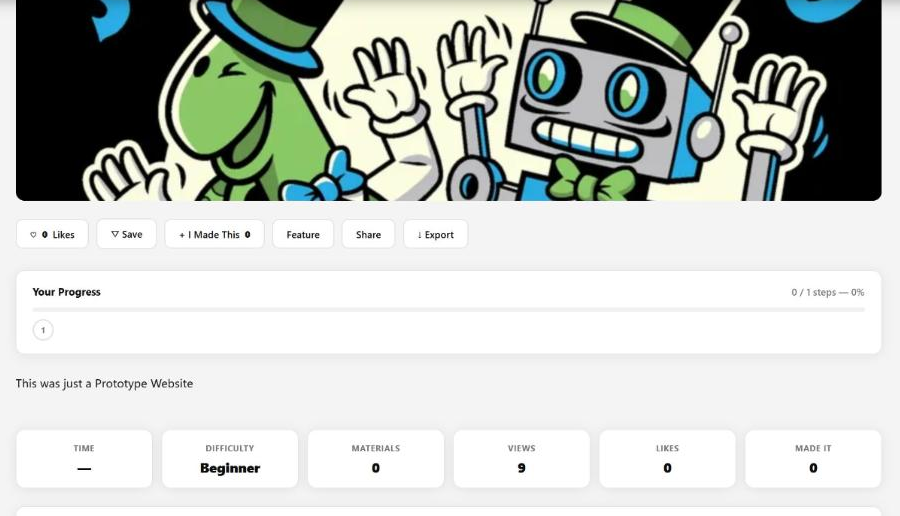 ♡ 0 Likes
▽ Save
+ I Made This 0
Feature
Share
↓ Export
Your Progress
0 / 1 steps — 0%
1
This was just a Prototype Website
TIME
—
DIFFICULTY
Beginner
MATERIALS
0
VIEWS
9
LIKES
0
MADE IT
0